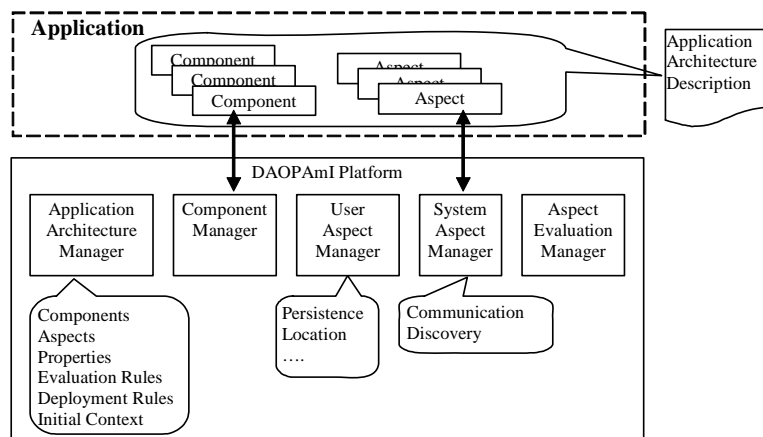 Application
Component
Component
Component
Aspect
Aspect
Aspect
Application
Architecture
Description
DAOPAmI Platform
Application
Architecture
Manager
Component
Manager
User
Aspect
Manager
System
Aspect
Manager
Aspect
Evaluation
Manager
Components
Aspects
Properties
Evaluation Rules
Deployment Rules
Initial Context
Persistence
Location
….
Communication
Discovery